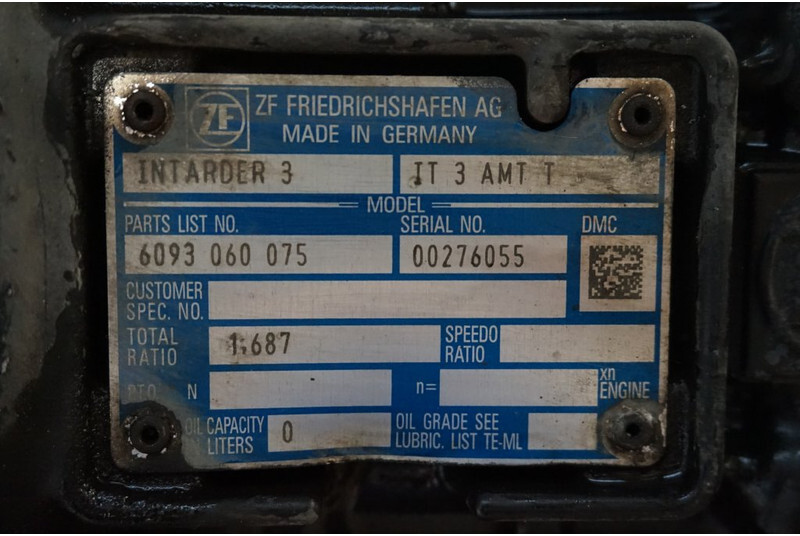 ZF
ZF FRIEDRICHSHAFEN AG
MADE IN GERMANY
INTARDER 3
IT 3 AMT T
MODEL
PARTS LIST NO.
SERIAL NO.
DMC
6093 060 075
00276055
CUSTOMER
SPEC. NO.
TOTAL
RATIO
1,687
SPEEDO
RATIO
PTO N
n=
xn
ENGINE
OIL CAPACITY
LITERS
0
OIL GRADE SEE
LUBRIC. LIST TE-ML